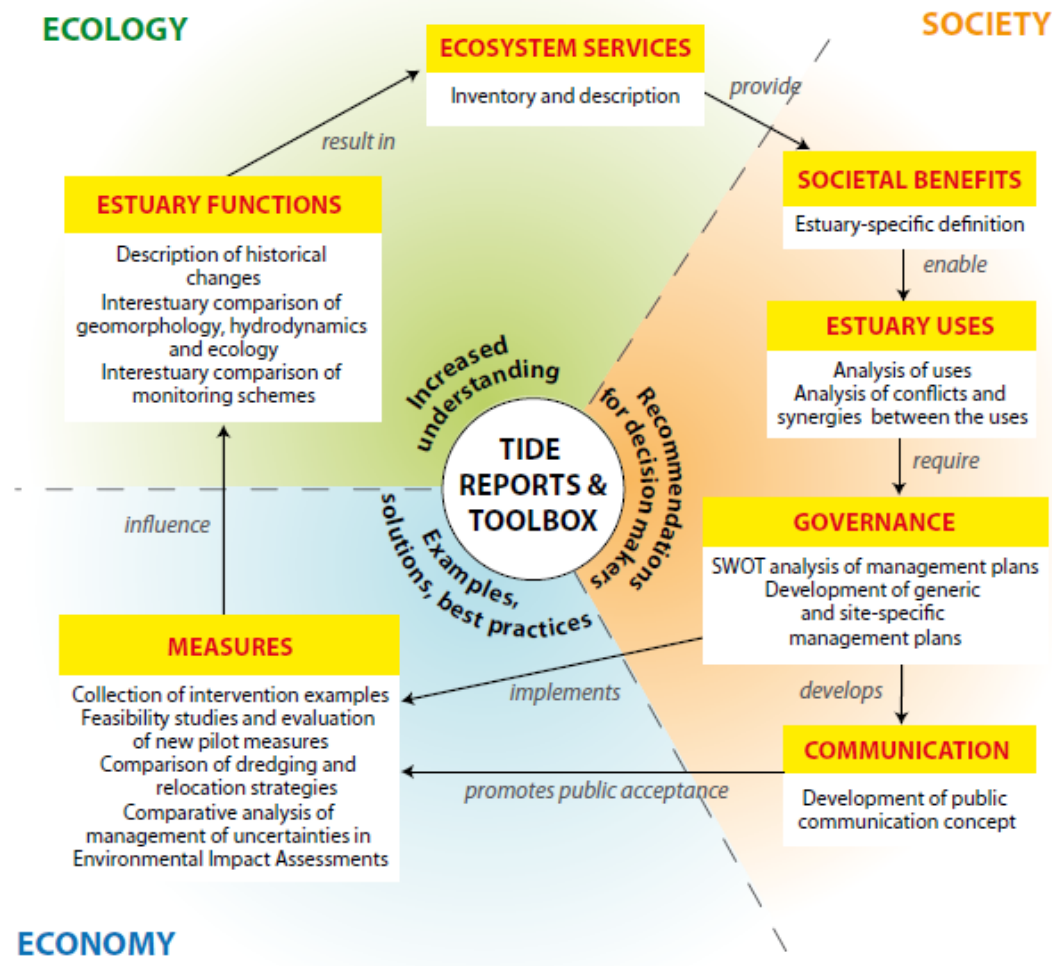 ECOLOGY
SOCIETY
ECOSYSTEM SERVICES
Inventory and description
provide
result in
SOCIETAL BENEFITS
Estuary-specific definition
enable
ESTUARY FUNCTIONS
Description of historical
changes
Interestuary comparison of
geomorphology, hydrodynamics
and ecology
Interestuary comparison of
monitoring schemes
ESTUARY USES
Analysis of uses
Analysis of conflicts and
synergies between the uses
require
Increased
understanding
Recommendations
for decision makers
Examples,
solutions, best practices
TIDE
REPORTS &
TOOLBOX
influence
GOVERNANCE
SWOT analysis of management plans
Development of generic
and site-specific
management plans
implements
develops
MEASURES
Collection of intervention examples
Feasibility studies and evaluation
of new pilot measures
Comparison of dredging and
relocation strategies
Comparative analysis of
management of uncertainties in
Environmental Impact Assessments
COMMUNICATION
Development of public
communication concept
promotes public acceptance
ECONOMY